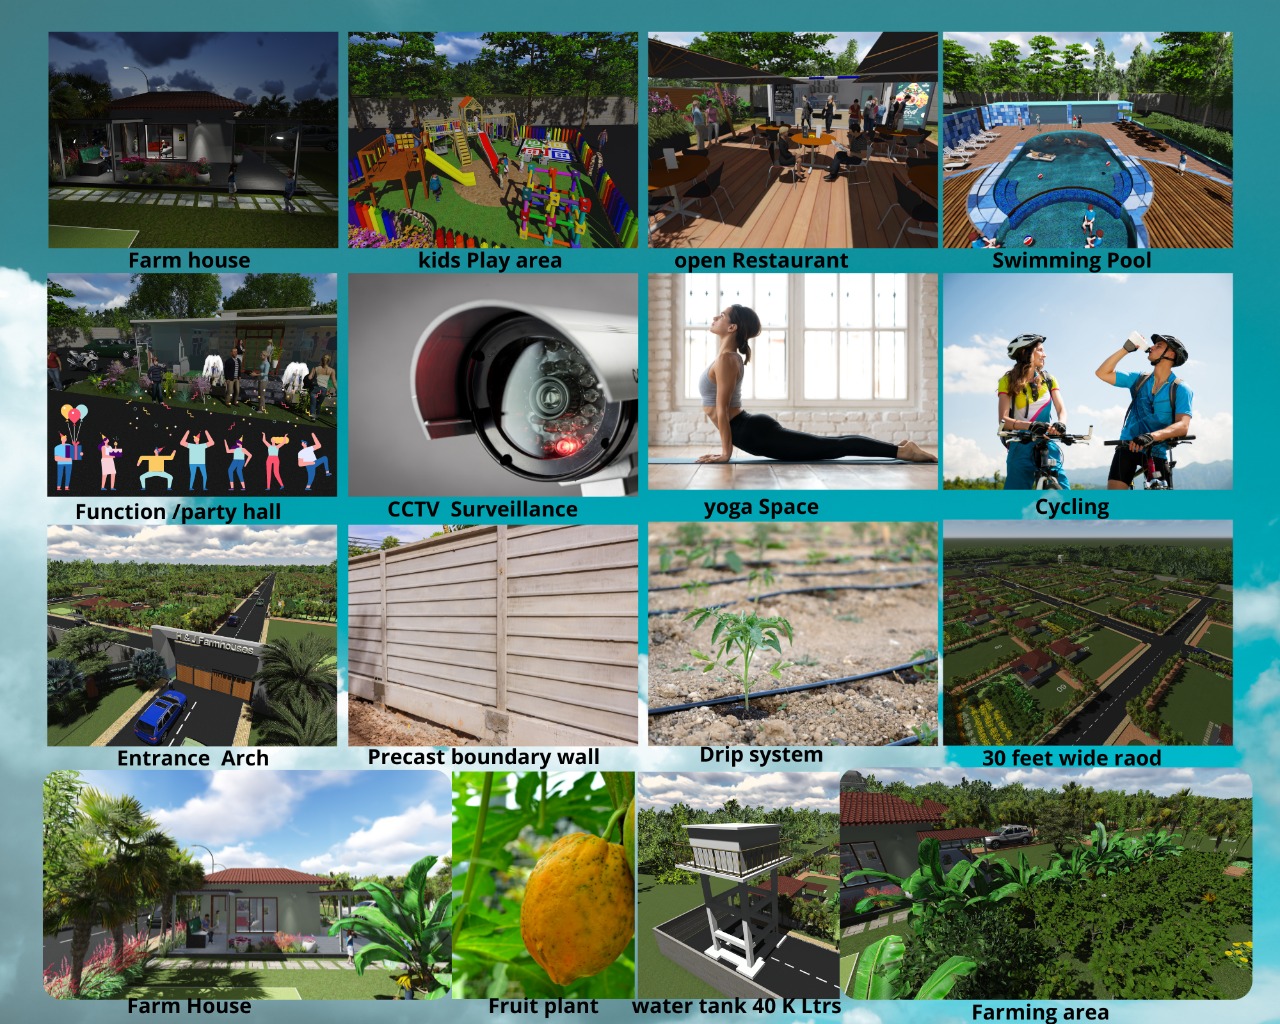 Farm house
kids Play area
open Restaurant
Swimming Pool
Function /party hall
CCTV  Surveillance
yoga Space
Cycling
& J Farmhouses
Entrance  Arch
Precast boundary wall
Drip system
30 feet wide raod
Farm House
Fruit plant
water tank 40 K Ltrs
Farming area